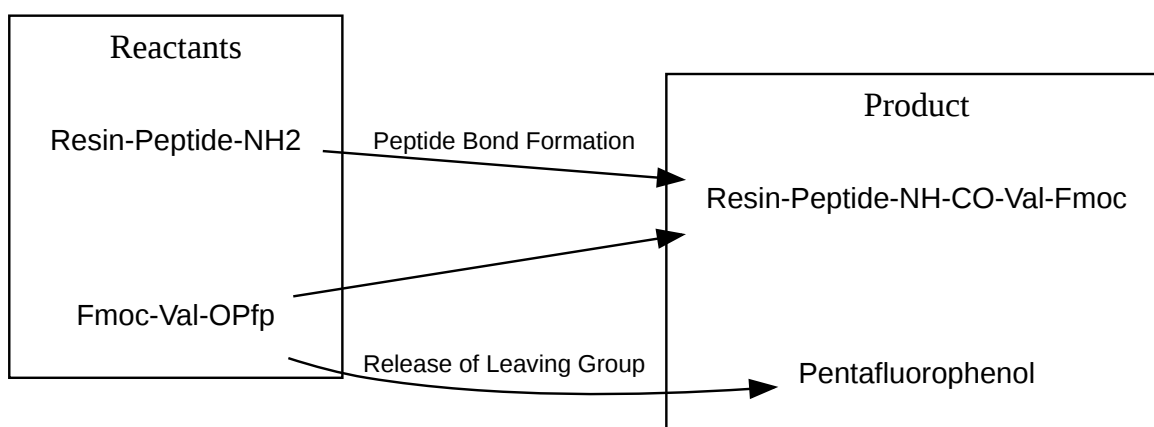 Reactants
Resin-Peptide-NH2
Fmoc-Val-OPfp
Peptide Bond Formation
Release of Leaving Group
Product
Resin-Peptide-NH-CO-Val-Fmoc
Pentafluorophenol